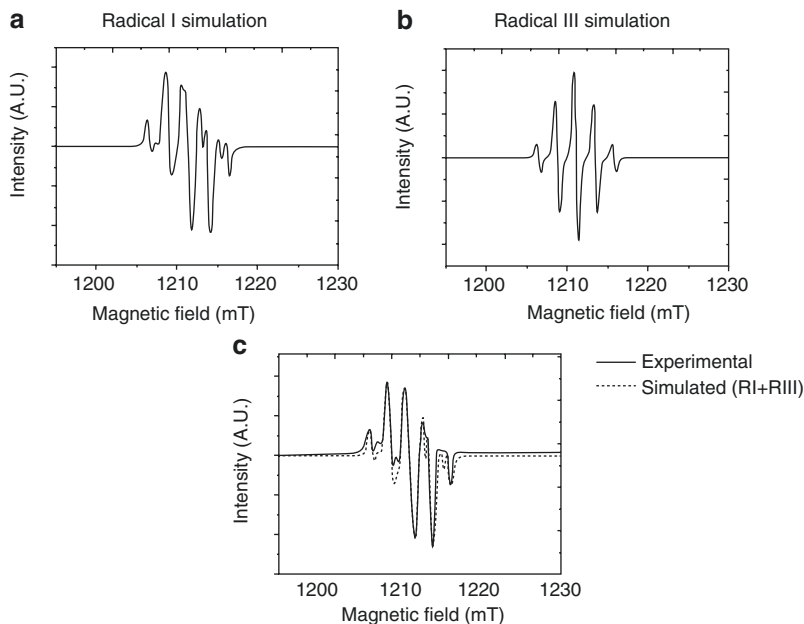 a
Radical I simulation
Intensity (A.U.)
1200 1210 1220 1230
Magnetic field (mT)
b
Radical III simulation
Intensity (A.U.)
1200 1210 1220 1230
Magnetic field (mT)
c
Experimental
Simulated (RI+RIII)
Intensity (A.U.)
1200 1210 1220 1230
Magnetic field (mT)